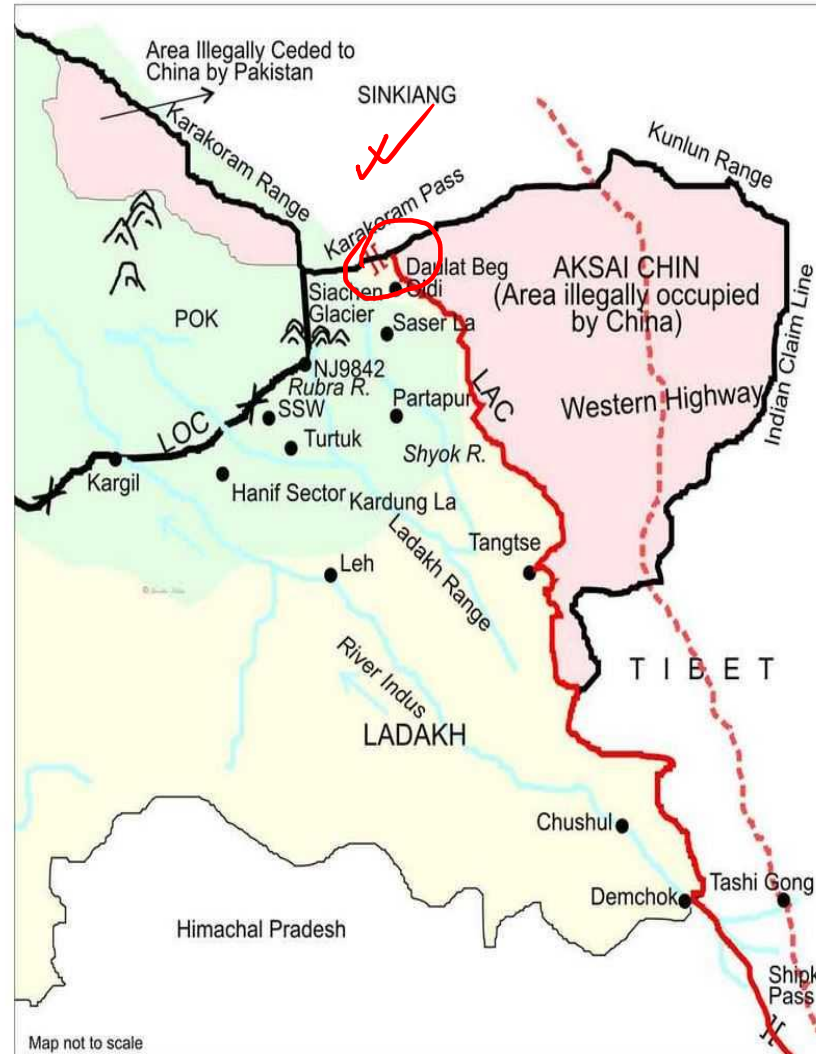 Area Illegally Ceded to
China by Pakistan
SINKIANG
Karakoram Range
Karakoram Pass
Kunlun Range
Daulat Beg
Oldi
AKSAI CHIN
(Area illegally occupied
by China)
Siachen
Glacier
POK
Saser La
NJ9842
Rubra R.
LAC
Indian Claim Line
Western Highway
Partapur
SSW
LOC
Turtuk
Shyok R.
Kargil
Hanif Sector
Kardung La
Ladakh Range
Tangtse
Leh
River Indus
TIBET
LADAKH
Chushul
Demchok
Tashi Gong
Himachal Pradesh
Shipk
Pass
Map not to scale